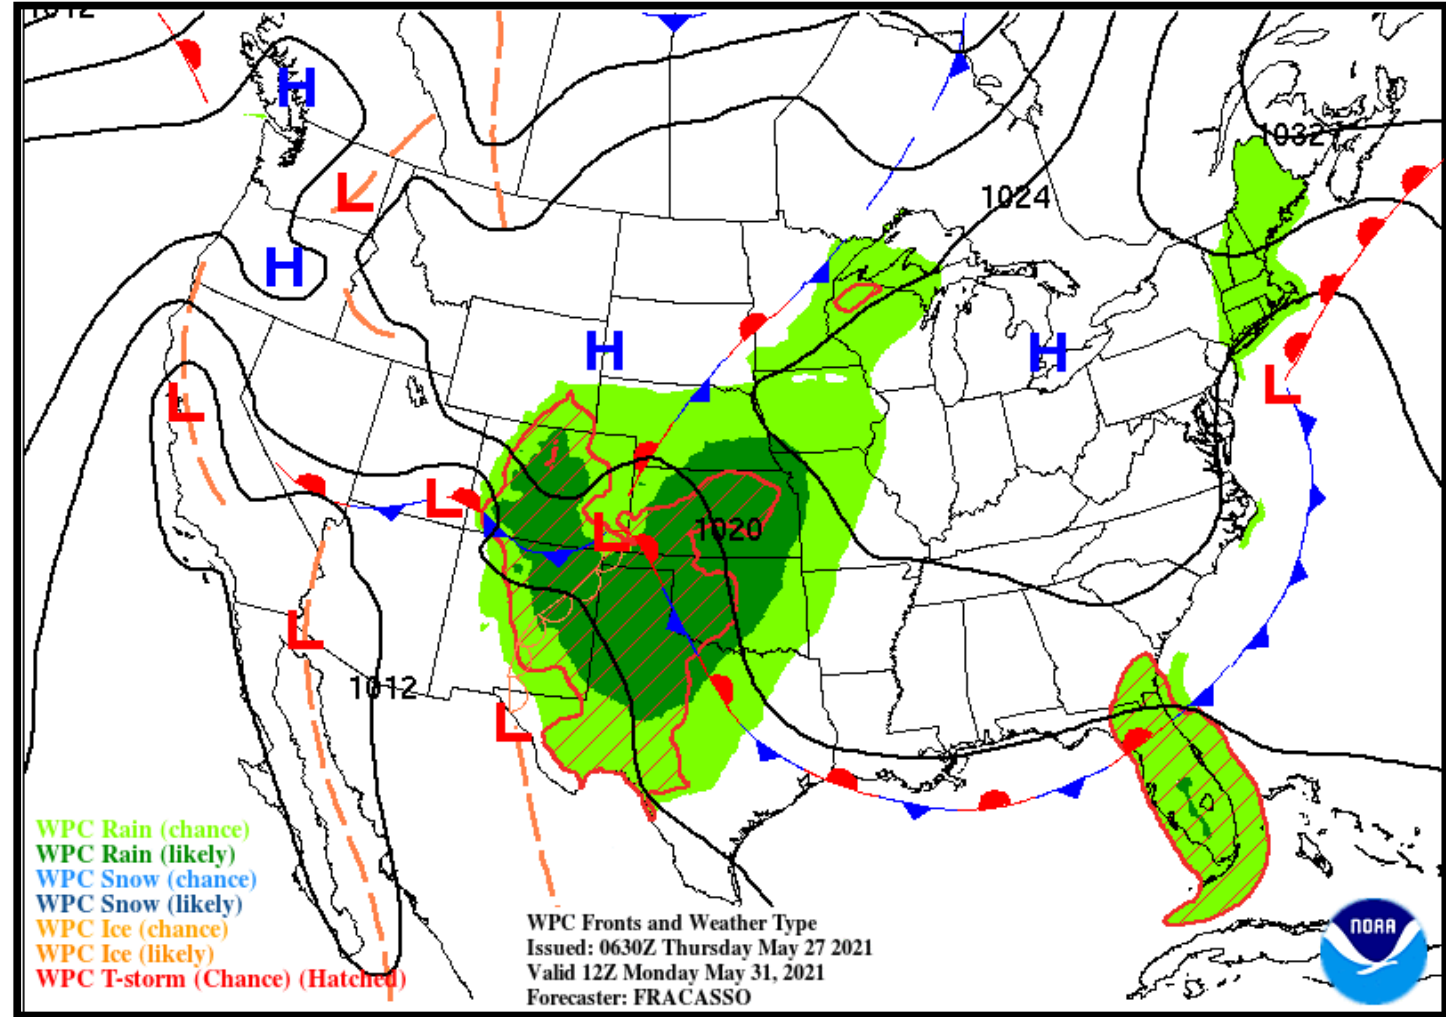 1012
H
1032
L
1024
H
H
H
L
L
L
1020
L
L
1012
L
WPC Rain (chance)
WPC Rain (likely)
WPC Snow (chance)
WPC Snow (likely)
WPC Ice (chance)
WPC Ice (likely)
WPC T-storm (Chance) (Hatched)
WPC Fronts and Weather Type
Issued: 0630Z Thursday May 27 2021
Valid 12Z Monday May 31, 2021
Forecaster: FRACASSO
NOAA